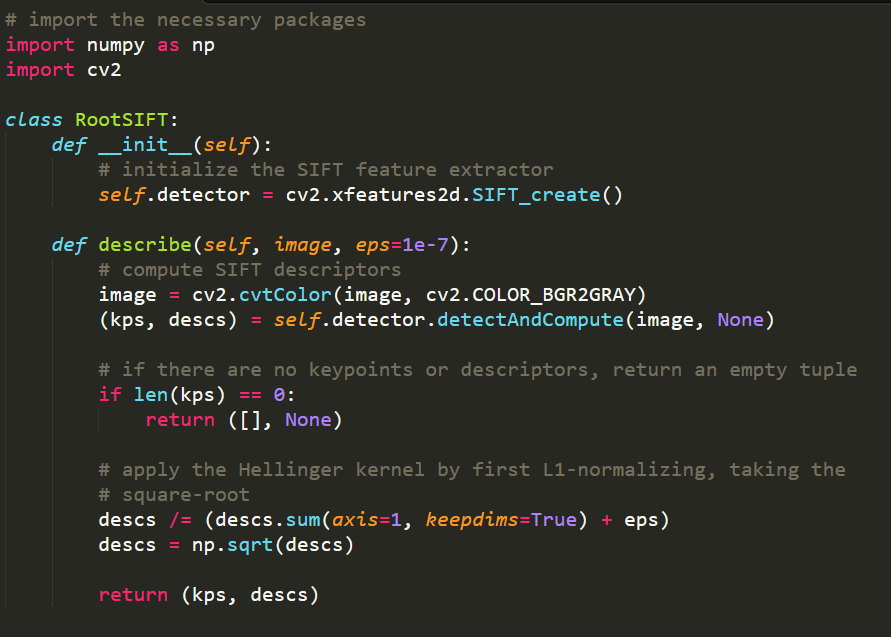 # import the necessary packages
import numpy as np
import cv2
class RootSIFT:
def __init__(self):
# initialize the SIFT feature extractor
self.detector = cv2.xfeatures2d.SIFT_create()
def describe(self, image, eps=1e-7):
# compute SIFT descriptors
image = cv2.cvtColor(image, cv2.COLOR_BGR2GRAY)
(kps, descs) = self.detector.detectAndCompute(image, None)
# if there are no keypoints or descriptors, return an empty tuple
if len(kps) == 0:
return ([], None)
# apply the Hellinger kernel by first L1-normalizing, taking the
# square-root
descs /= (descs.sum(axis=1, keepdims=True) + eps)
descs = np.sqrt(descs)
return (kps, descs)